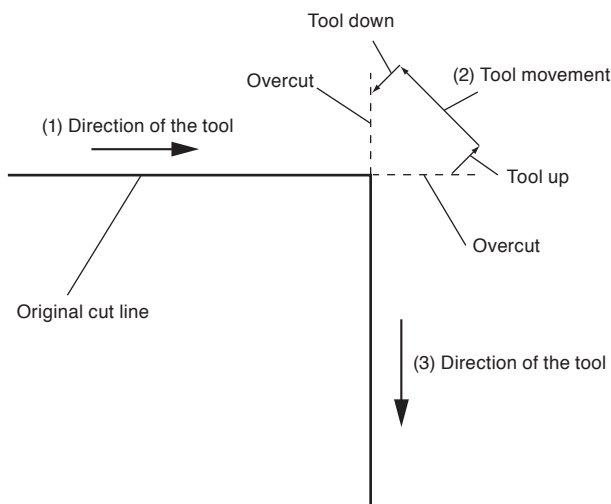 Tool down
(2) Tool movement
Overcut
(1) Direction of the tool
Tool up
Overcut
Original cut line
(3) Direction of the tool